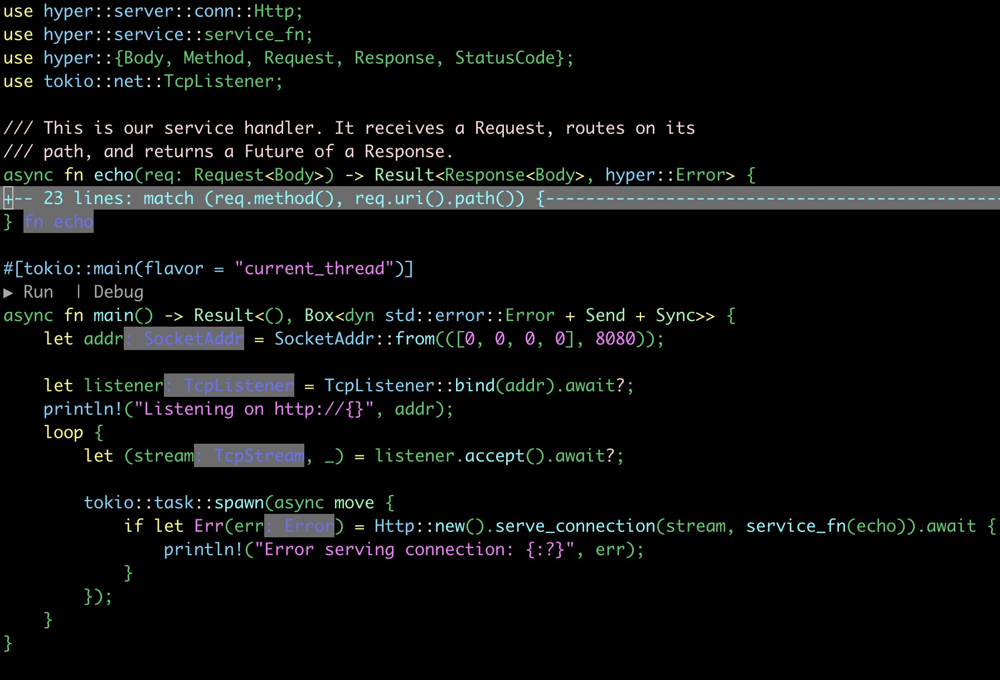 use hyper::server::conn::Http;
use hyper::service::service_fn;
use hyper::{Body, Method, Request, Response, StatusCode};
use tokio::net::TcpListener;

/// This is our service handler. It receives a Request, routes on its
/// path, and returns a Future of a Response.
async fn echo(req: Request<Body>) -> Result<Response<Body>, hyper::Error> {
+-- 23 lines: match (req.method(), req.uri().path()) {----------------------------------------------
} fn echo

#[tokio::main(flavor = "current_thread")]
▶ Run  | Debug
async fn main() -> Result<(), Box<dyn std::error::Error + Send + Sync>> {
    let addr: SocketAddr = SocketAddr::from(([0, 0, 0, 0], 8080));

    let listener: TcpListener = TcpListener::bind(addr).await?;
    println!("Listening on http://{}", addr);
    loop {
        let (stream: TcpStream, _) = listener.accept().await?;

        tokio::task::spawn(async move {
            if let Err(err: Error) = Http::new().serve_connection(stream, service_fn(echo)).await {
                println!("Error serving connection: {:?}", err);
            }
        });
    }
}